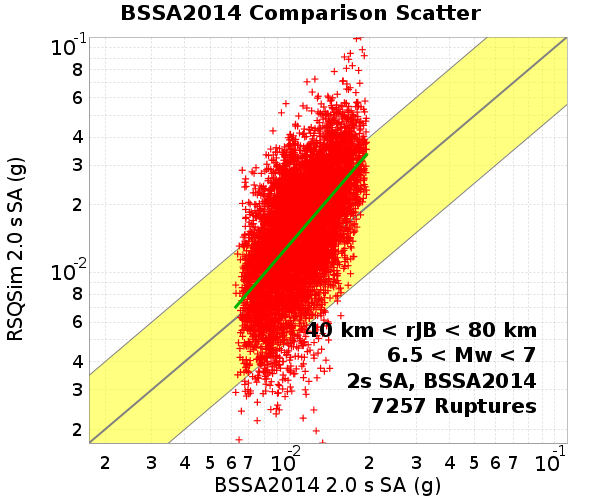 BSSA2014 Comparison Scatter
10-1
8
6
4
3
2
10-2
8
6
4
3
2
RSQSim 2.0 s SA (g)
40 km < rJB < 80 km
6.5 < Mw < 7
2s SA, BSSA2014
7257 Ruptures
2 3 4 5 6 7 10-2 2 3 4 5 6 7 10-1
BSSA2014 2.0 s SA (g)